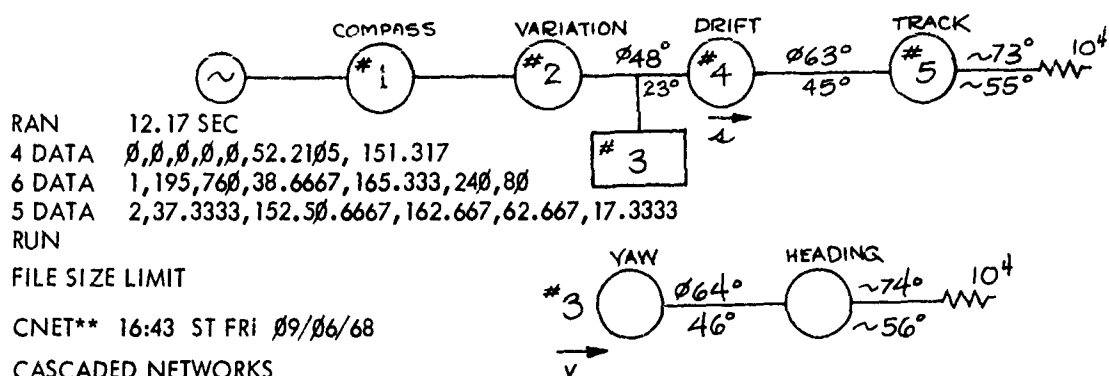 COMPASS VARIATION DRIFT TRACK
~ #1 #2 ø48° 23° #4 ø63° 45° #5 ~73° ~55° 10⁴
s
# 3
RAN 12.17 SEC
4 DATA ø,ø,ø,ø,ø,52.21ø5, 151.317
6 DATA 1,195,76ø,38.6667,165.333,24ø,8ø
5 DATA 2,37.3333,152.5ø.6667,162.667,62.667,17.3333
RUN
FILE SIZE LIMIT
YAW HEADING
#3 ø64° 46° ~74° ~56° 10⁴
v
CNET** 16:43 ST FRI ø9/ø6/68
CASCADED NETWORKS